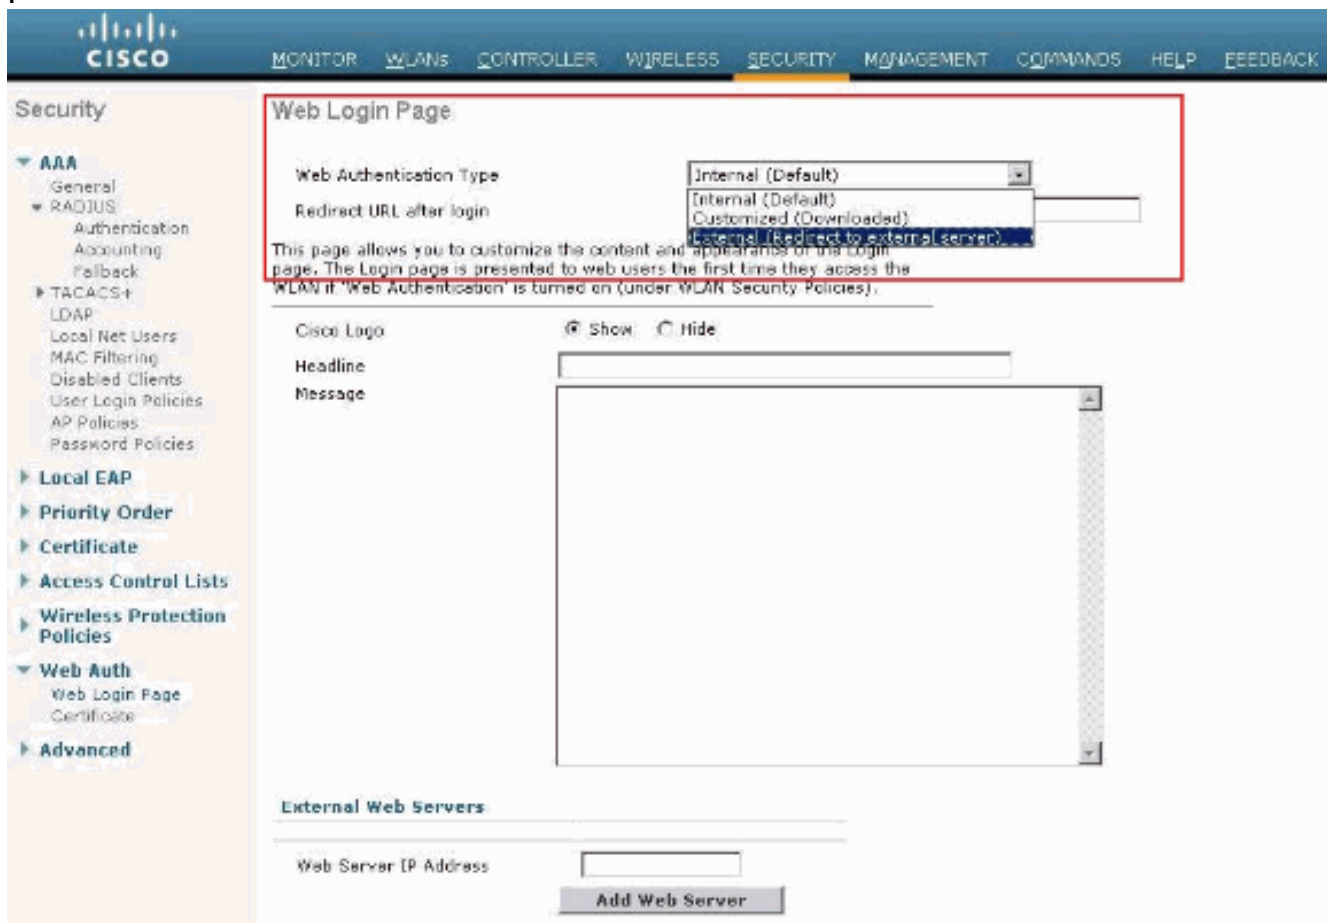 CISCO
MONITOR WLANs CONTROLLER WIRELESS SECURITY MANAGEMENT COMMANDS HELP FEEDBACK
Security
AAA
General
RADIUS
Authentication
Accounting
Fallback
TACACS+
LDAP
Local Net Users
MAC Filtering
Disabled Clients
User Login Policies
AP Policies
Password Policies
Local EAP
Priority Order
Certificate
Access Control Lists
Wireless Protection
Policies
Web Auth
Web Login Page
Certificate
Advanced
Web Login Page
Web Authentication Type Internal (Default)
Internal (Default)
Redirect URL after login Customized (Downloaded)
External (Redirect to external server)
This page allows you to customize the content and appearance of the Login
page. The Login page is presented to web users the first time they access the
WLAN if 'Web Authentication' is turned on (under WLAN Security Policies).
Cisco Logo Show Hide
Headline
Message
External Web Servers
Web Server IP Address
Add Web Server